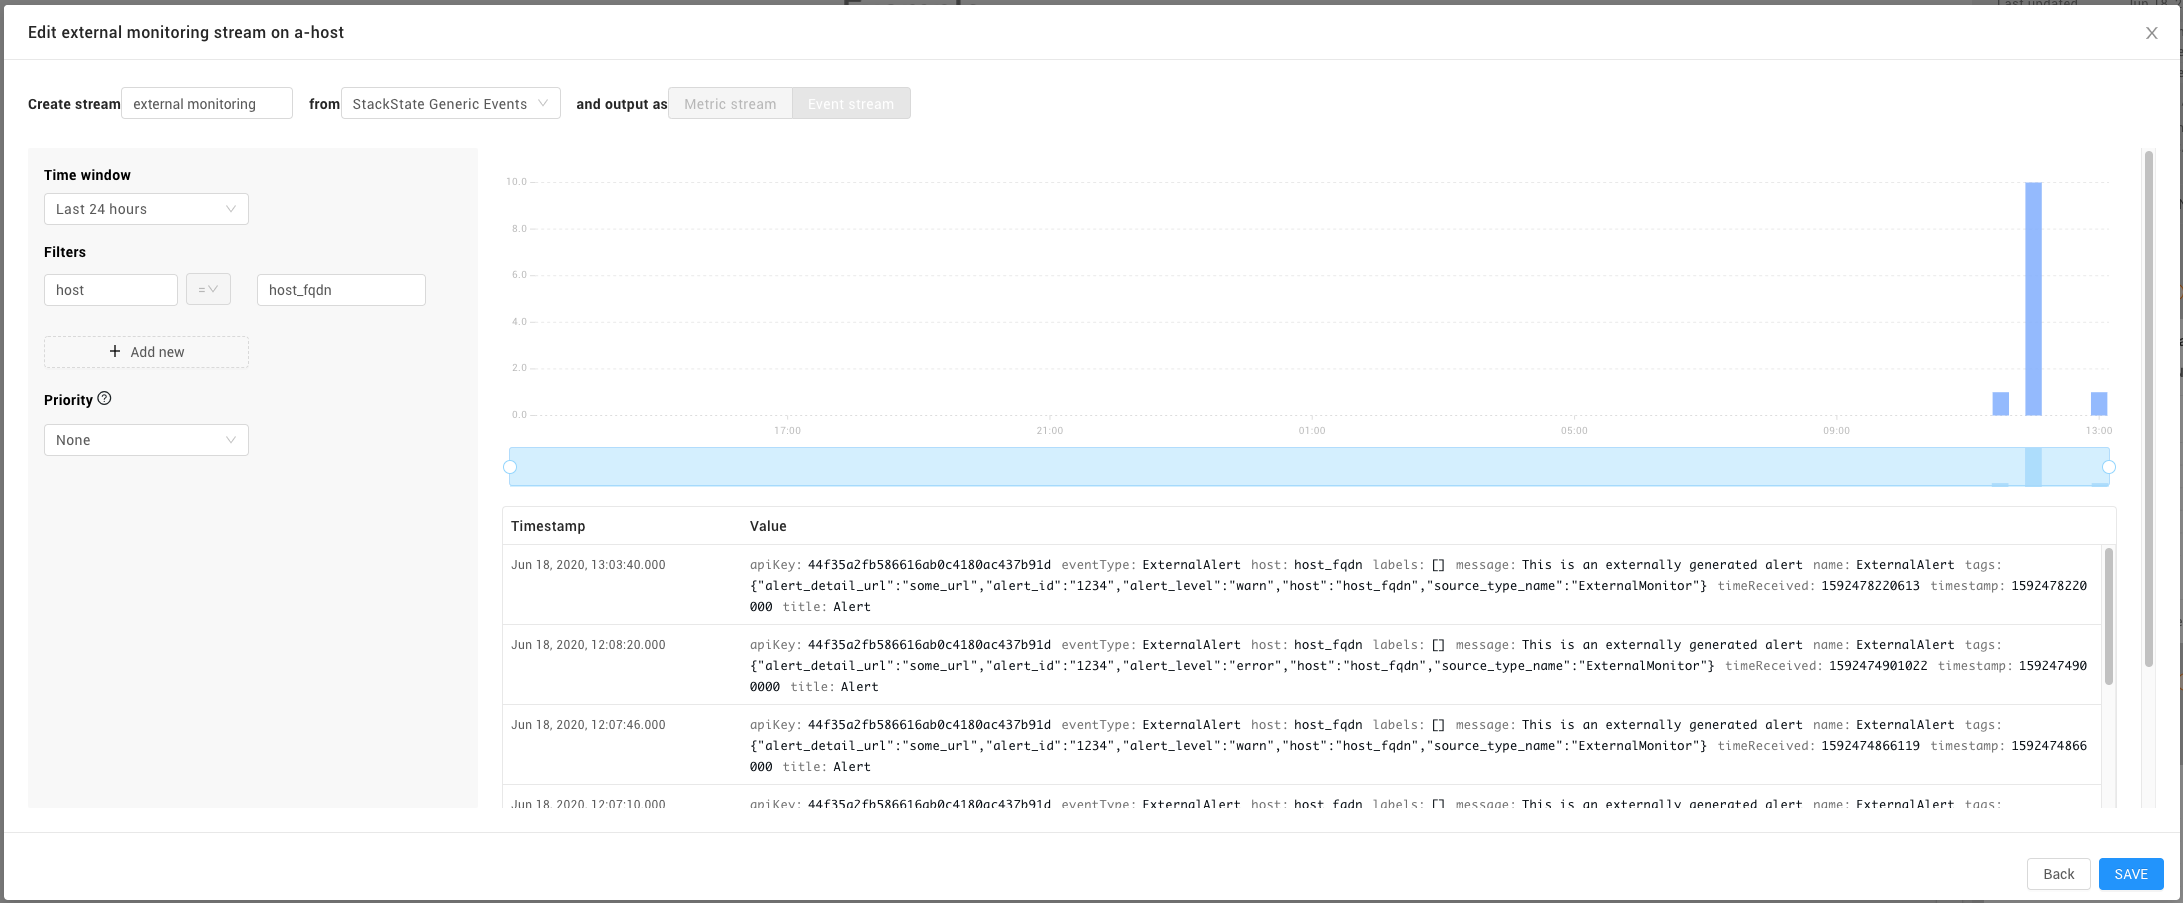 Last updated
Edit external monitoring stream on a-host
Create stream external monitoring from StackState Generic Events and output as Metric stream Event stream
Time window
Last 24 hours
Filters
host = host_fqdn
+ Add new
Priority ?
None
10.0
8.0
6.0
4.0
2.0
0.0
17:00 21:00 01:00 05:00 09:00 13:00
Timestamp Value
Jun 18, 2020, 13:03:40.000 apiKey: 44f35a2fb586616ab0c4180ac437b91d eventType: ExternalAlert host: host_fqdn labels: [] message: This is an externally generated alert name: ExternalAlert tags:
{"alert_detail_url":"some_url","alert_id":"1234","alert_level":"warn","host":"host_fqdn","source_type_name":"ExternalMonitor"} timeReceived: 1592478220613 timestamp: 1592478220
000 title: Alert
Jun 18, 2020, 12:08:20.000 apiKey: 44f35a2fb586616ab0c4180ac437b91d eventType: ExternalAlert host: host_fqdn labels: [] message: This is an externally generated alert name: ExternalAlert tags:
{"alert_detail_url":"some_url","alert_id":"1234","alert_level":"error","host":"host_fqdn","source_type_name":"ExternalMonitor"} timeReceived: 1592474901022 timestamp: 159247490
0000 title: Alert
Jun 18, 2020, 12:07:46.000 apiKey: 44f35a2fb586616ab0c4180ac437b91d eventType: ExternalAlert host: host_fqdn labels: [] message: This is an externally generated alert name: ExternalAlert tags:
{"alert_detail_url":"some_url","alert_id":"1234","alert_level":"warn","host":"host_fqdn","source_type_name":"ExternalMonitor"} timeReceived: 1592474866119 timestamp: 1592474866
000 title: Alert
Jun 18, 2020, 12:07:10.000 apiKey: 44f35a2fb586616ab0c4180ac437b91d eventType: ExternalAlert host: host_fqdn labels: [] message: This is an externally generated alert name: ExternalAlert tags:
Back SAVE